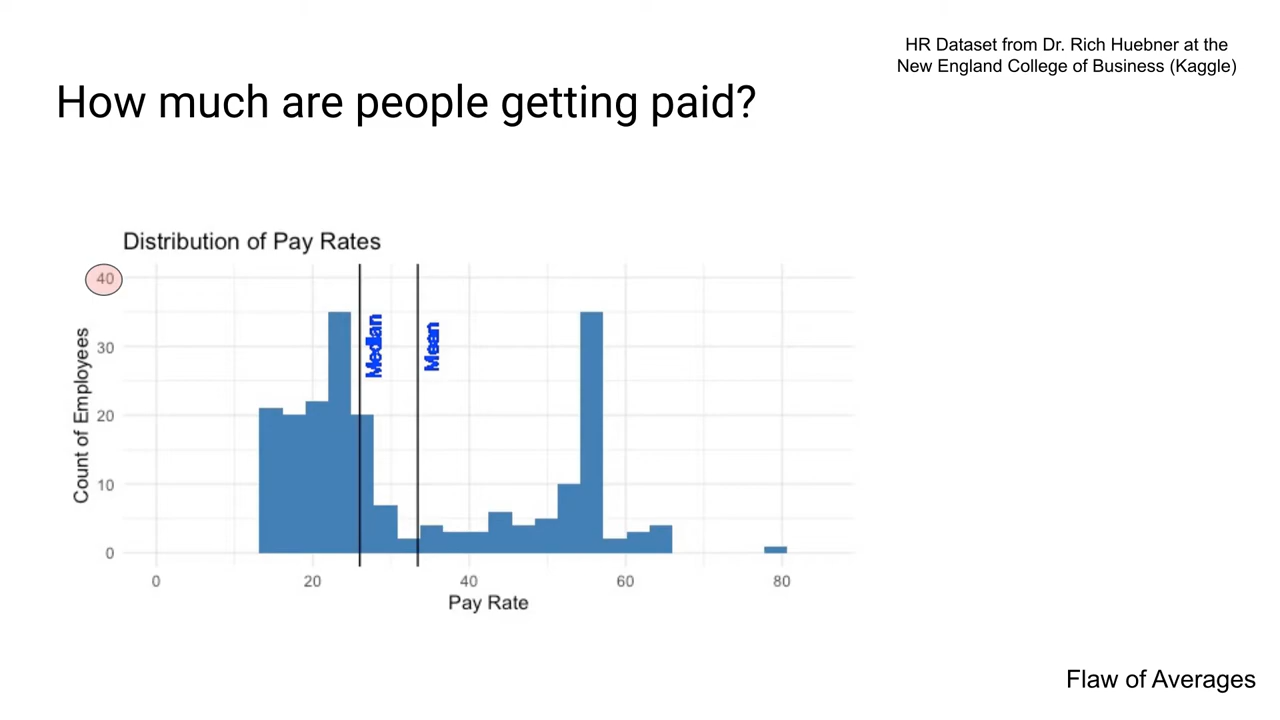 HR Dataset from Dr. Rich Huebner at the
New England College of Business (Kaggle)
How much are people getting paid?
Distribution of Pay Rates
40
30
20
10
0
Count of Employees
Median
Mean
0 20 40 60 80
Pay Rate
Flaw of Averages